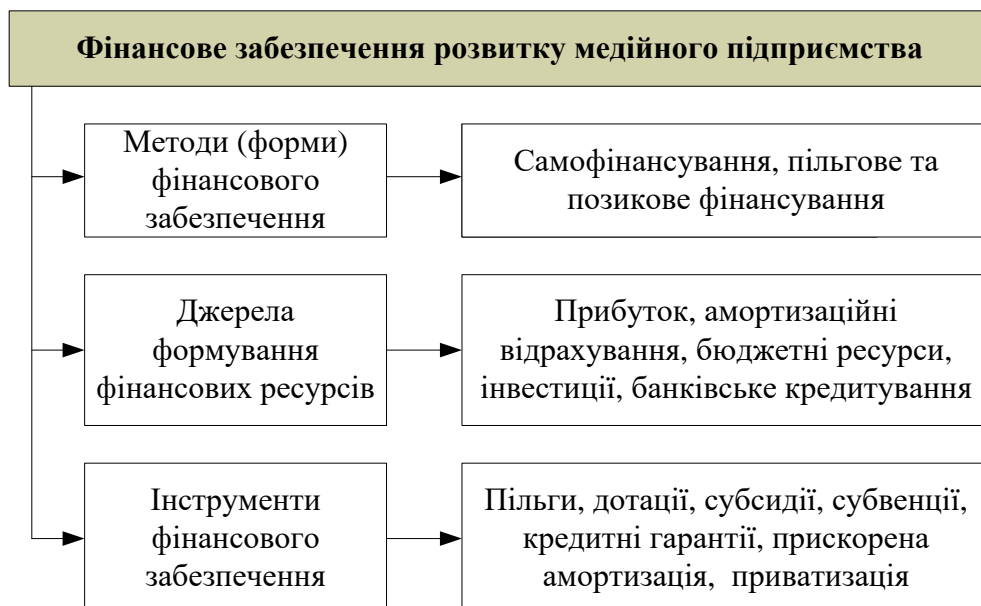 Фінансове забезпечення розвитку медійного підприємства
Методи (форми)
фінансового
забезпечення
Самофінансування, пільгове та
позикове фінансування
Джерела
формування
фінансових ресурсів
Прибуток, амортизаційні
відрахування, бюджетні ресурси,
інвестиції, банківське кредитування
Інструменти
фінансового
забезпечення
Пільги, дотації, субсидії, субвенції,
кредитні гарантії, прискорена
амортизація, приватизація